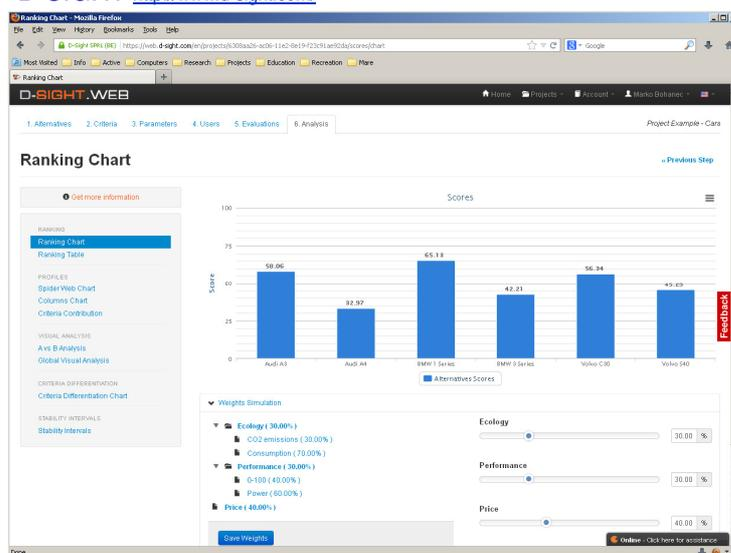 Ranking Chart - Mozilla Firefox
File Edit View History Bookmarks Tools Help
D-Sight SPRL (BE) https://web.d-sight.com/en/projects/6308aa26-ac06-11e2-8e19-f23c91ae92da/scores/chart
Google
Most Visited Info Active Computers Research Projects Education Recreation Mare
Ranking Chart
D-SIGHT.WEB
Home Projects Account Marko Bohanec
1. Alternatives 2. Criteria 3. Parameters 4. Users 5. Evaluations 6. Analysis
Project Example - Cars
Ranking Chart
« Previous Step
Get more information
RANKING
Ranking Chart
Ranking Table
PROFILES
Spider Web Chart
Columns Chart
Criteria Contribution
VISUAL ANALYSIS
A vs B Analysis
Global Visual Analysis
CRITERIA DIFFERENTIATION
Criteria Differentiation Chart
STABILITY INTERVALS
Stability Intervals
Scores
Score
100
75
50
25
0
58.06
32.97
65.13
42.21
56.34
Audi A3
Audi A4
BMW 1 Series
BMW 3 Series
Volvo C30
Volvo S40
Alternatives Scores
Feedback
Weights Simulation
Ecology ( 30.00% )
CO2 emissions ( 30.00% )
Consumption ( 70.00% )
Performance ( 30.00% )
0-100 ( 40.00% )
Power ( 60.00% )
Price ( 40.00% )
Save Weights
Ecology
30.00 %
Performance
30.00 %
Price
40.00 %
Online - Click here for assistance
Done